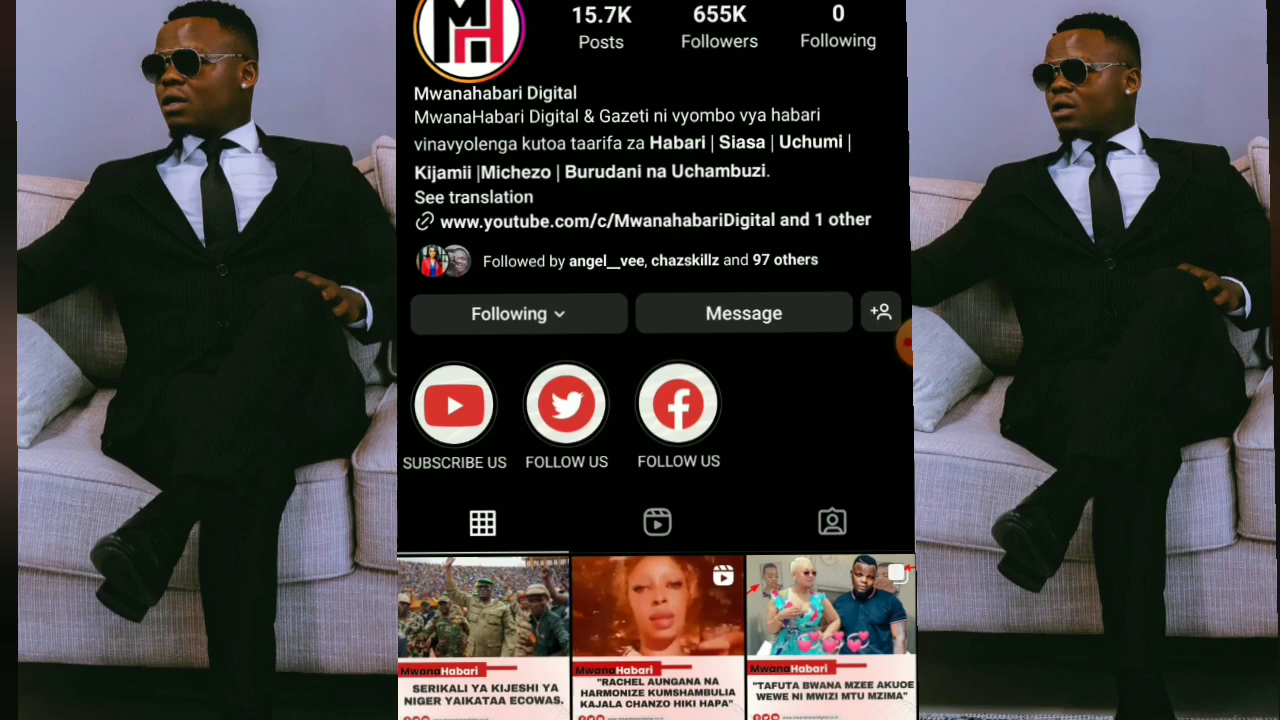 MH
15.7K 655K 0
Posts Followers Following
Mwanahabari Digital
MwanaHabari Digital & Gazeti ni vyombo vya habari
vinavyolenga kutoa taarifa za Habari | Siasa | Uchumi |
Kijamii |Michezo | Burudani na Uchambuzi.
See translation
www.youtube.com/c/MwanahabariDigital and 1 other
Followed by angel__vee, chazskillz and 97 others
Following Message
SUBSCRIBE US FOLLOW US FOLLOW US
MwanaHabari
SERIKALI YA KIJESHI YA
NIGER YAIKATAA ECOWAS.
MwanaHabari
"RACHEL AUNGANA NA
HARMONIZE KUMSHAMBULIA
KAJALA CHANZO HIKI HAPA"
MwanaHabari
"TAFUTA BWANA MZEE AKUOE
WEWE NI MWIZI MTU MZIMA"